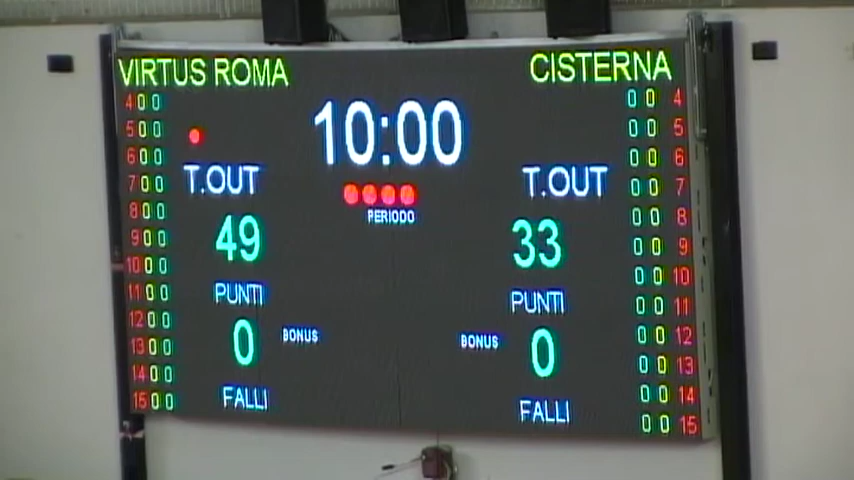 VIRTUS ROMA
CISTERNA
10:00
T.OUT
T.OUT
PERIODO
49
33
PUNTI
PUNTI
0
BONUS
BONUS
0
FALLI
FALLI
4 0 0
5 0 0
6 0 0
7 0 0
8 0 0
9 0 0
10 0 0
11 0 0
12 0 0
13 0 0
14 0 0
15 0 0
0 0 4
0 0 5
0 0 6
0 0 7
0 0 8
0 0 9
0 0 10
0 0 11
0 0 12
0 0 13
0 0 14
0 0 15